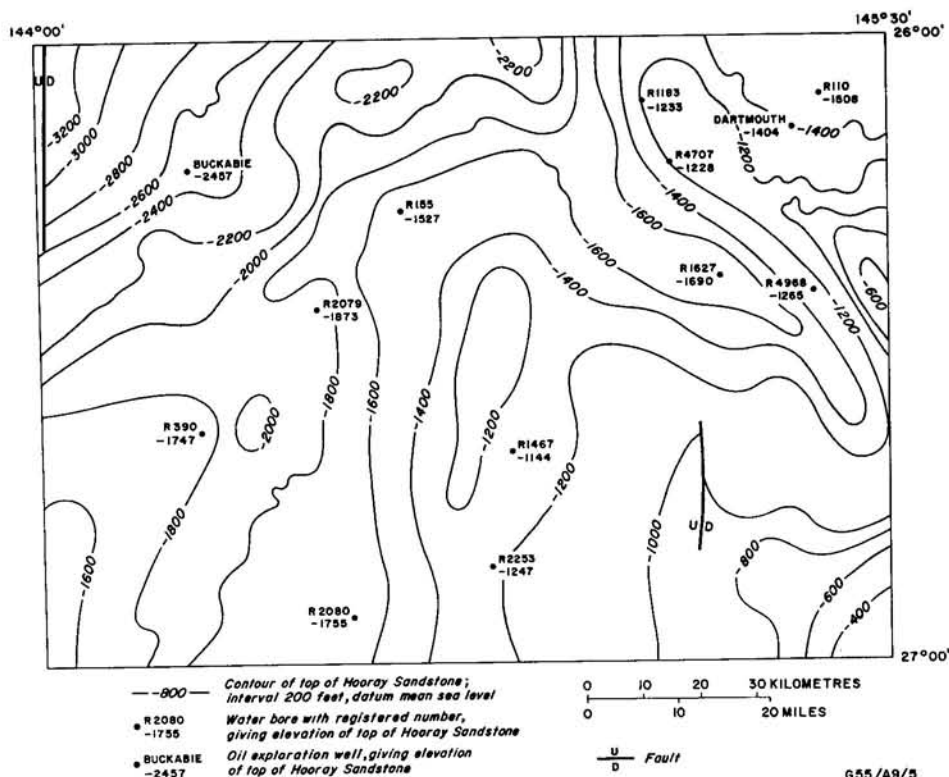 144°00'
145°30'
26°00'
U D
-3200
-3000
-2800
-2600
-2400
-2200
-2200
-2200
-2000
BUCKABIE
-2457
R155
-1527
R1183
-1233
R4707
-1228
DARTMOUTH
-1404
-1400
R110
-1608
-1200
-1400
-1600
-1600
R1627
-1690
R4968
-1265
-1200
-600
-1400
R2079
-1873
-1800
-1600
-1400
-1200
-2000
R390
-1747
R1467
-1144
-1200
-1000
U D
-1800
-1600
-800
-600
-400
R2253
-1247
R2080
-1755
27°00'
-800 Contour of top of Hooray Sandstone;
interval 200 feet, datum mean sea level
R2080
-1755
Water bore with registered number,
giving elevation of top of Hooray Sandstone
BUCKABIE
-2457
Oil exploration well, giving elevation
of top of Hooray Sandstone
0 10 20 30 KILOMETRES
0 10 20 MILES
U
D
Fault
G55/A9/5